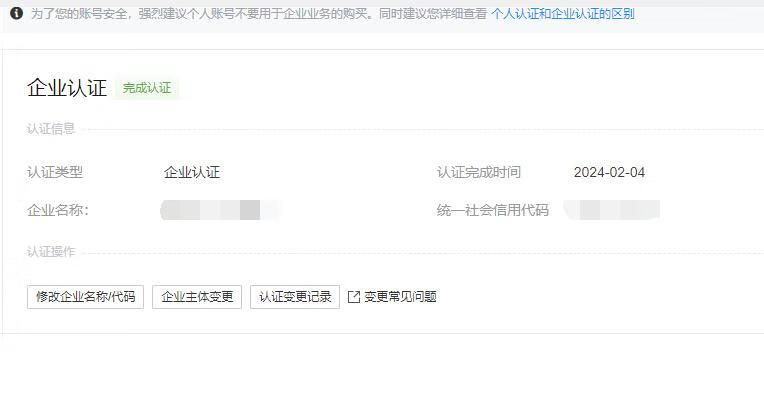 为了您的账号安全，强烈建议个人账号不要用于企业业务的购买。同时建议您详细查看 个人认证和企业认证的区别
企业认证 完成认证
认证信息
认证类型 企业认证 认证完成时间 2024-02-04
企业名称： 统一社会信用代码
认证操作
修改企业名称/代码 企业主体变更 认证变更记录 变更常见问题